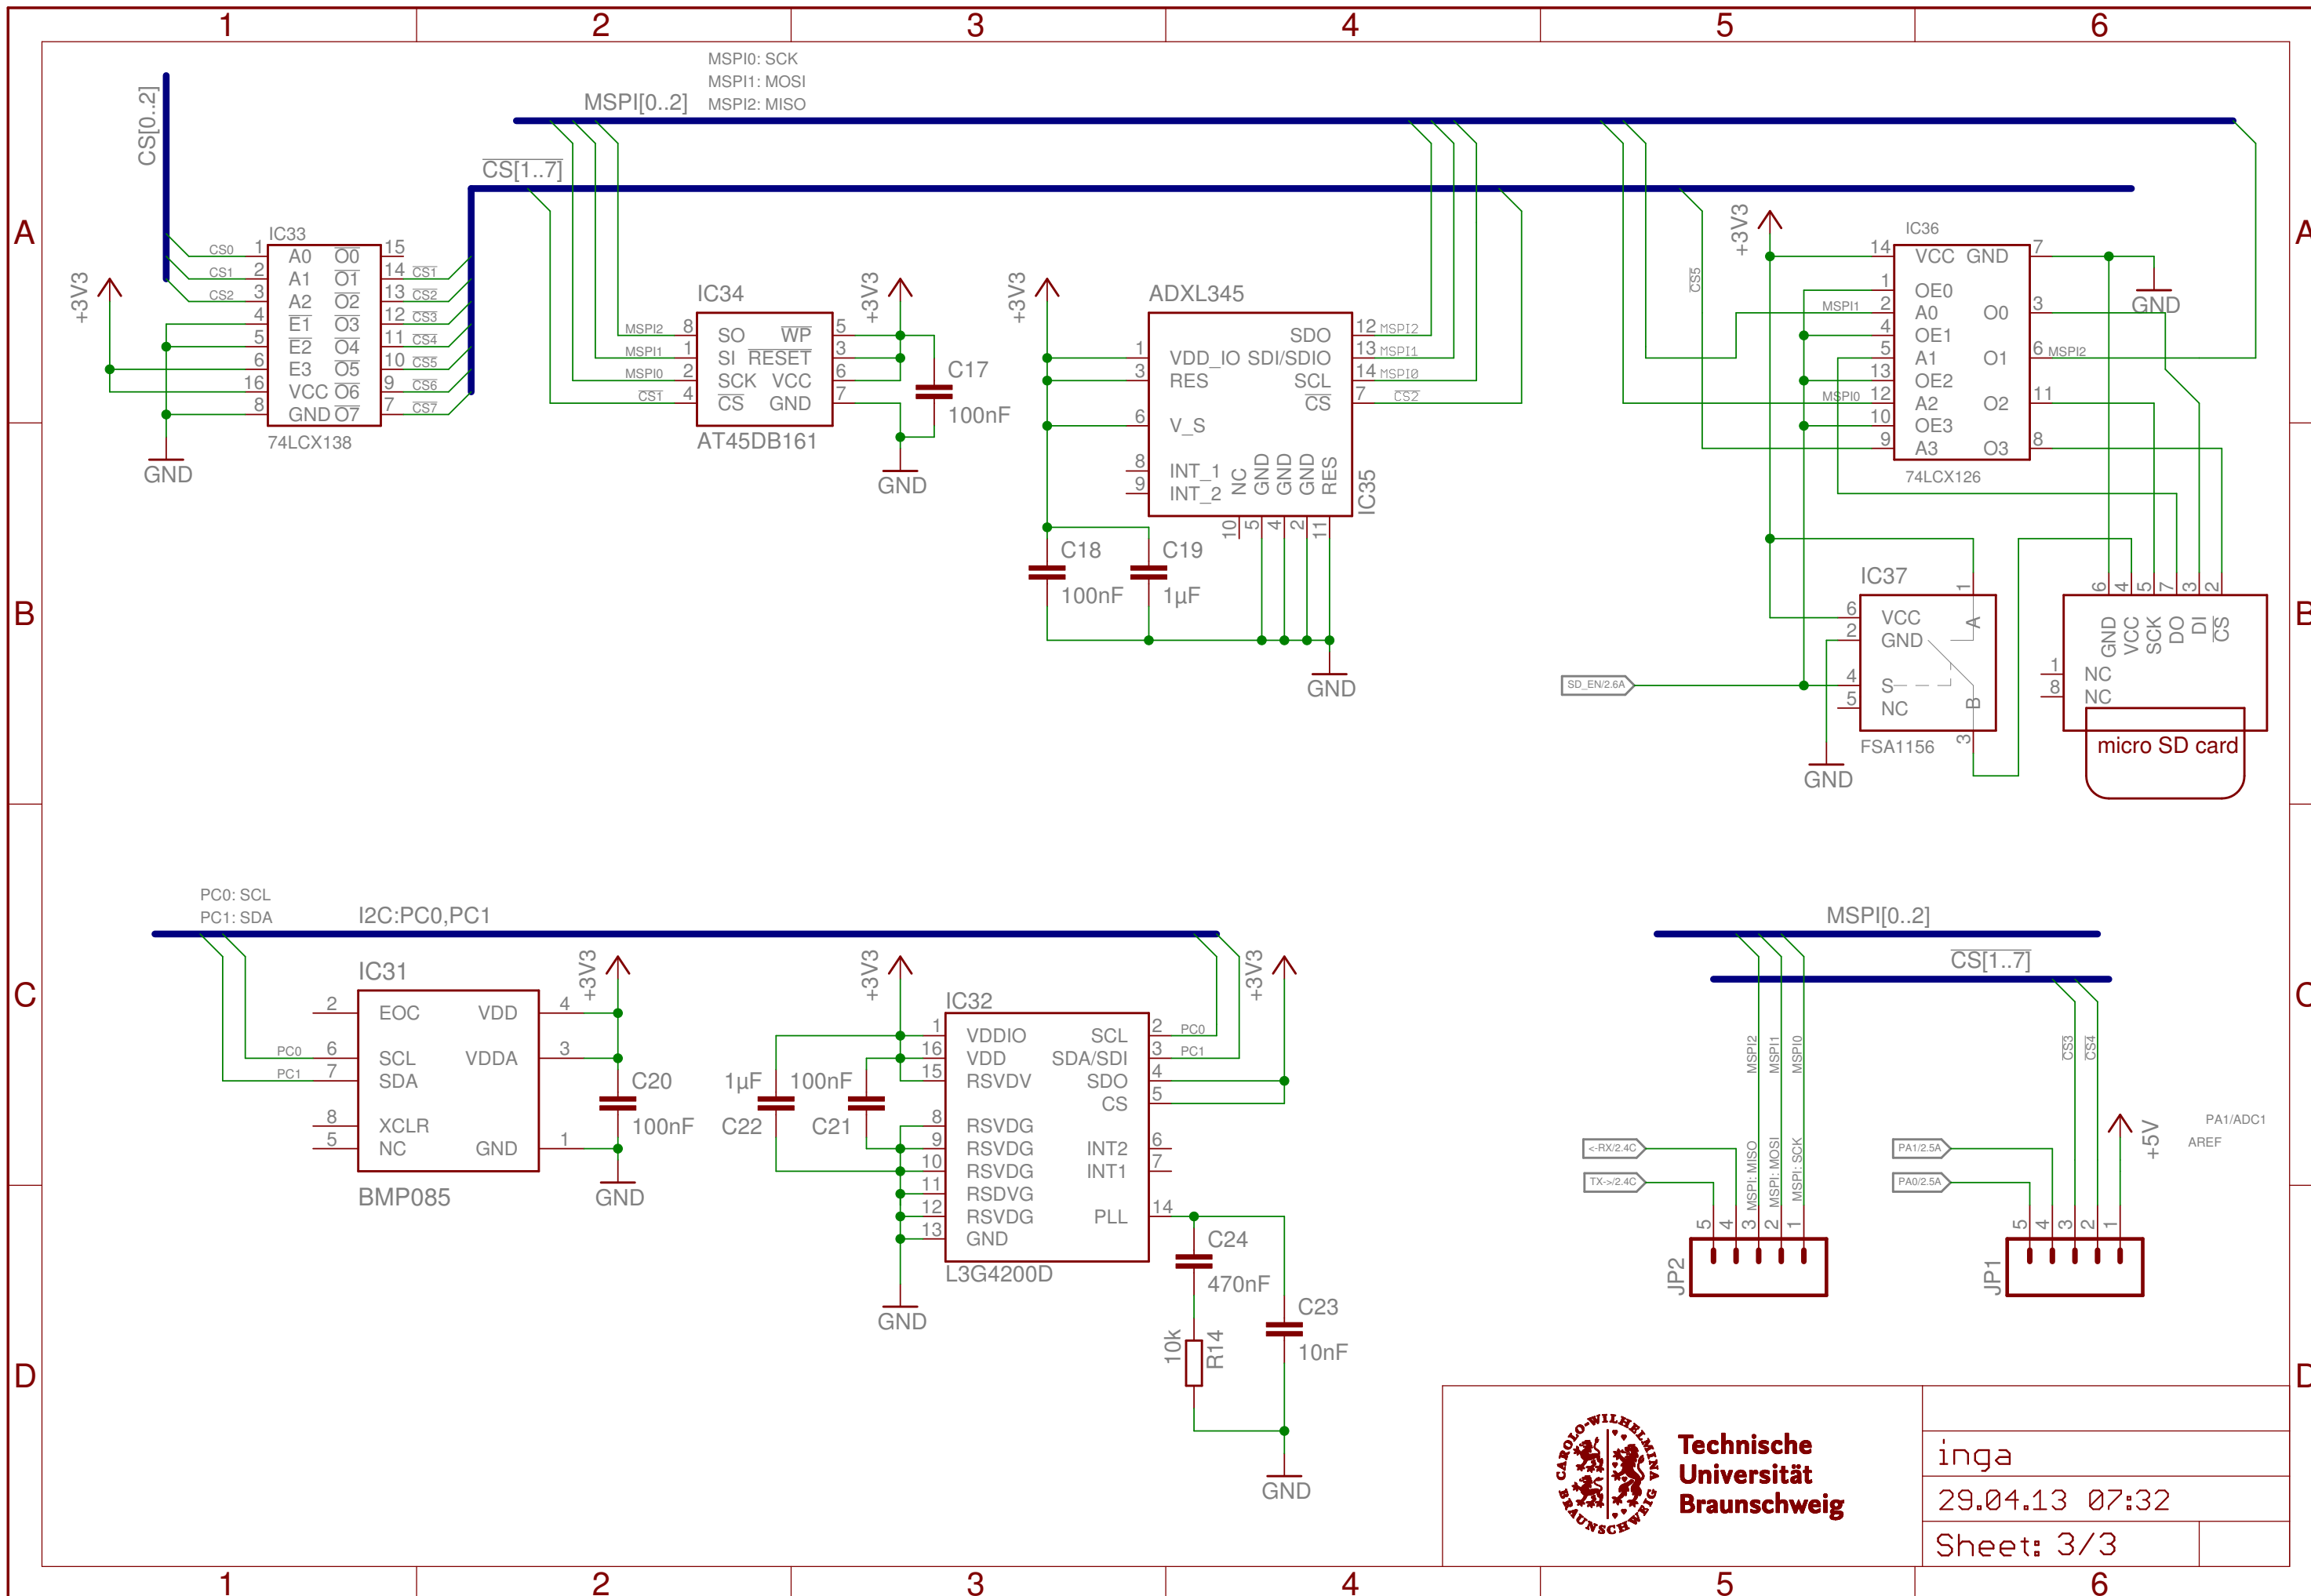 1 2 3 4 5 6
A
A
B
B
C
C
D
D
1 2 3 4 5 6
CS[0..2]
MSPI[0..2]
MSPI0: SCK
MSPI1: MOSI
MSPI2: MISO
CS[1..7]
+3V3
IC33
CS0 1 A0 O0 15
CS1 2 A1 O1 14 CS1
CS2 3 A2 O2 13 CS2
4 E1 O3 12 CS3
5 E2 O4 11 CS4
6 E3 O5 10 CS5
16 VCC O6 9 CS6
8 GND O7 7 CS7
74LCX138
GND
IC34
MSPI2 8 SO WP 5
MSPI1 1 SI RESET 3
MSPI0 2 SCK VCC 6
CS1 4 CS GND 7
AT45DB161
+3V3
C17
100nF
GND
+3V3
ADXL345
SDO 12 MSPI2
1 VDD_IO SDI/SDIO 13 MSPI1
3 RES SCL 14 MSPI0
CS 7 CS2
6 V_S
8 INT_1
9 INT_2
NC GND GND GND RES
10 5 4 2 11
IC35
C18
100nF
C19
1µF
GND
+3V3
CS5
IC36
14 VCC GND 7
1 OE0
MSPI1 2 A0 O0 3
4 OE1
5 A1 O1 6 MSPI2
13 OE2
MSPI0 12 A2 O2 11
10 OE3
9 A3 O3 8
74LCX126
GND
IC37
1
A
6 VCC
2 GND
4 S
5 NC
B
3
FSA1156
GND
SD_EN/2.6A
6 4 5 7 3 2
GND VCC SCK DO DI CS
1 NC
8 NC
micro SD card
PC0: SCL
PC1: SDA
I2C:PC0,PC1
IC31
2 EOC VDD 4
PC0 6 SCL VDDA 3
PC1 7 SDA
8 XCLR
5 NC GND 1
BMP085
+3V3
C20
100nF
GND
+3V3
1µF
C22
100nF
C21
IC32
1 VDDIO SCL 2 PC0
16 VDD SDA/SDI 3 PC1
15 RSVDV SDO 4
CS 5
8 RSVDG
9 RSVDG INT2 6
10 RSVDG INT1 7
11 RSDVG
12 RSVDG PLL 14
13 GND
L3G4200D
GND
+3V3
C24
470nF
10k
R14
C23
10nF
GND
MSPI[0..2]
CS[1..7]
MSPI2 MSPI1 MSPI0
MSPI: MISO
MSPI: MOSI
MSPI: SCK
<-RX/2.4C
TX->/2.4C
5 4 3 2 1
JP2
CS3 CS4
PA1/2.5A
PA0/2.5A
+5V
PA1/ADC1
AREF
5 4 3 2 1
JP1
CAROLO-WILHELMINA
BRAUNSCHWEIG
Technische
Universität
Braunschweig
inga
29.04.13 07:32
Sheet: 3/3